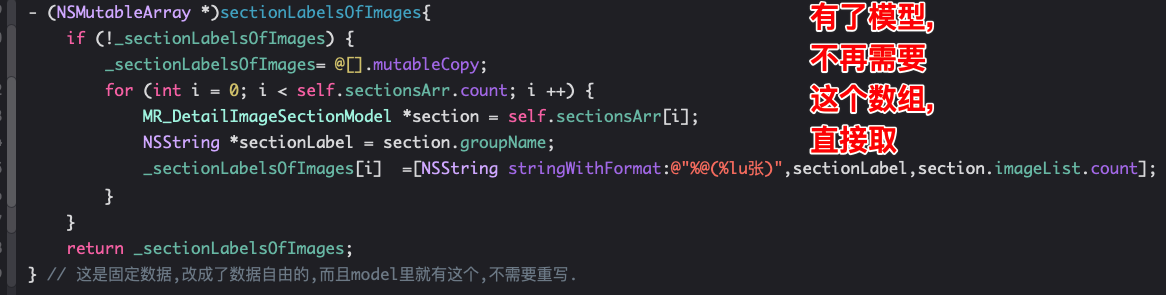 - (NSMutableArray *)sectionLabelsOfImages{
有了模型,
if (!_sectionLabelsOfImages) {
不再需要
_sectionLabelsOfImages= @[].mutableCopy;
for (int i = 0; i < self.sectionsArr.count; i ++) {
这个数组,
MR_DetailImageSectionModel *section = self.sectionsArr[i];
直接取
NSString *sectionLabel = section.groupName;
_sectionLabelsOfImages[i]  =[NSString stringWithFormat:@"%@(%lu张)",sectionLabel,section.imageList.count];
}
}
return _sectionLabelsOfImages;
} // 这是固定数据,改成了数据自由的,而且model里就有这个,不需要重写.